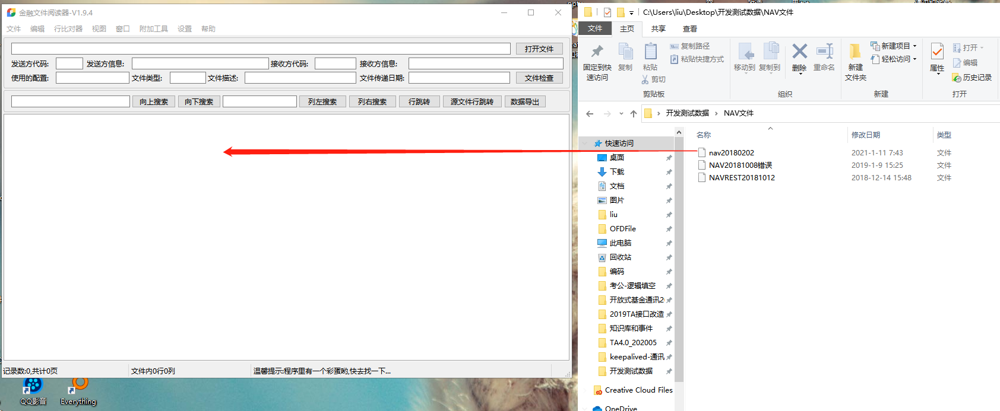 金融文件阅读器-V1.9.4
文件 编辑 行比对器 视图 窗口 附加工具 设置 帮助
打开文件
发送方代码: 发送方信息: 接收方代码: 接收方信息:
使用的配置: 文件类型: 文件描述: 文件传递日期: 文件检查
向上搜索 向下搜索 列左搜索 列右搜索 行跳转 源文件行跳转 数据导出
记录数:0,共计0页 文件内0行0列 温馨提示:程序里有一个彩蛋哟,快去找一下...
QQ影音 Everything
C:\Users\liu\Desktop\开发测试数据\NAV文件
文件 主页 共享 查看
固定到快速访问
复制
粘贴
复制路径
粘贴快捷方式
剪切
剪贴板
移动到 复制到 删除 重命名
组织
新建文件夹
新建项目
轻松访问
新建
属性
打开
编辑
历史记录
打开
开发测试数据 › NAV文件
名称 修改日期 类型
nav20180202 2021-1-11 7:43 文件
NAV20181008错误 2019-1-9 15:25 文件
NAVREST20181012 2018-12-14 15:48 文件
快速访问
桌面
下载
文档
图片
liu
OFDFile
此电脑
回收站
编码
考公-逻辑填空
开放式基金通讯2
2019TA接口改造
知识库和事件
TA4.0_202005
keepalived-通讯
开发测试数据
Creative Cloud Files
OneDrive